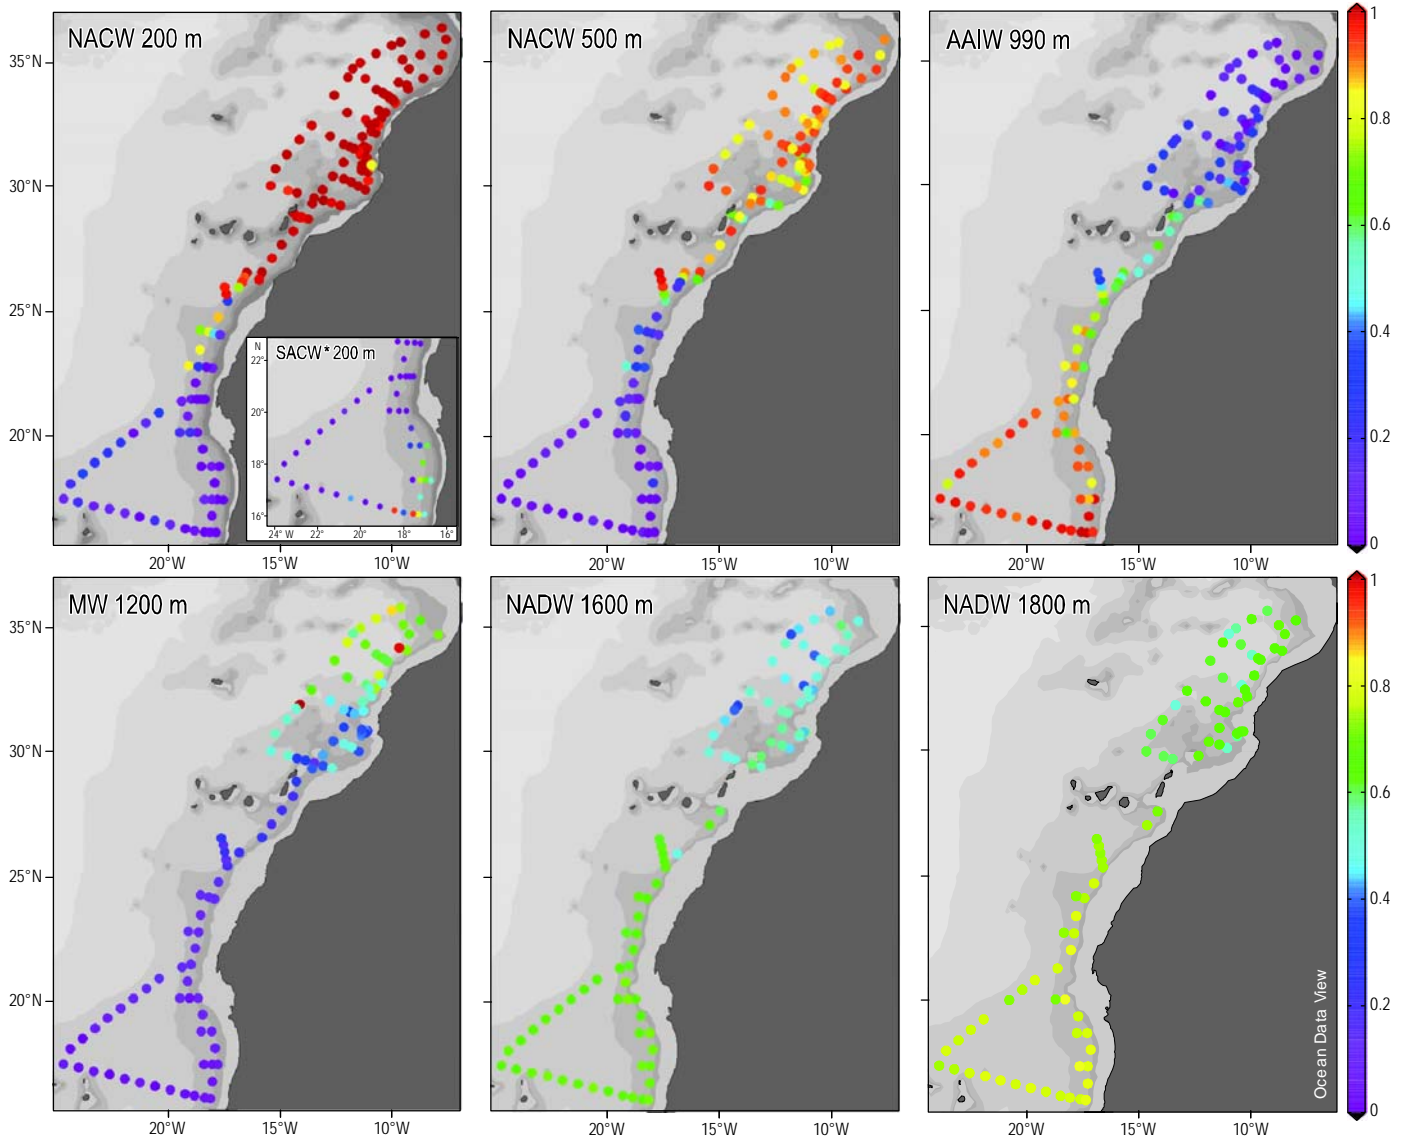 NACW 200 m
NACW 500 m
AAIW 990 m
35°N
30°N
25°N
20°N
20°W
15°W
10°W
20°W
15°W
10°W
20°W
15°W
10°W
SACW* 200 m
N
22°
20°
18°
16°
24° W
22°
20°
18°
16°
1
0.8
0.6
0.4
0.2
0
MW 1200 m
NADW 1600 m
NADW 1800 m
35°N
30°N
25°N
20°N
20°W
15°W
10°W
20°W
15°W
10°W
20°W
15°W
10°W
1
0.8
0.6
0.4
0.2
0
Ocean Data View